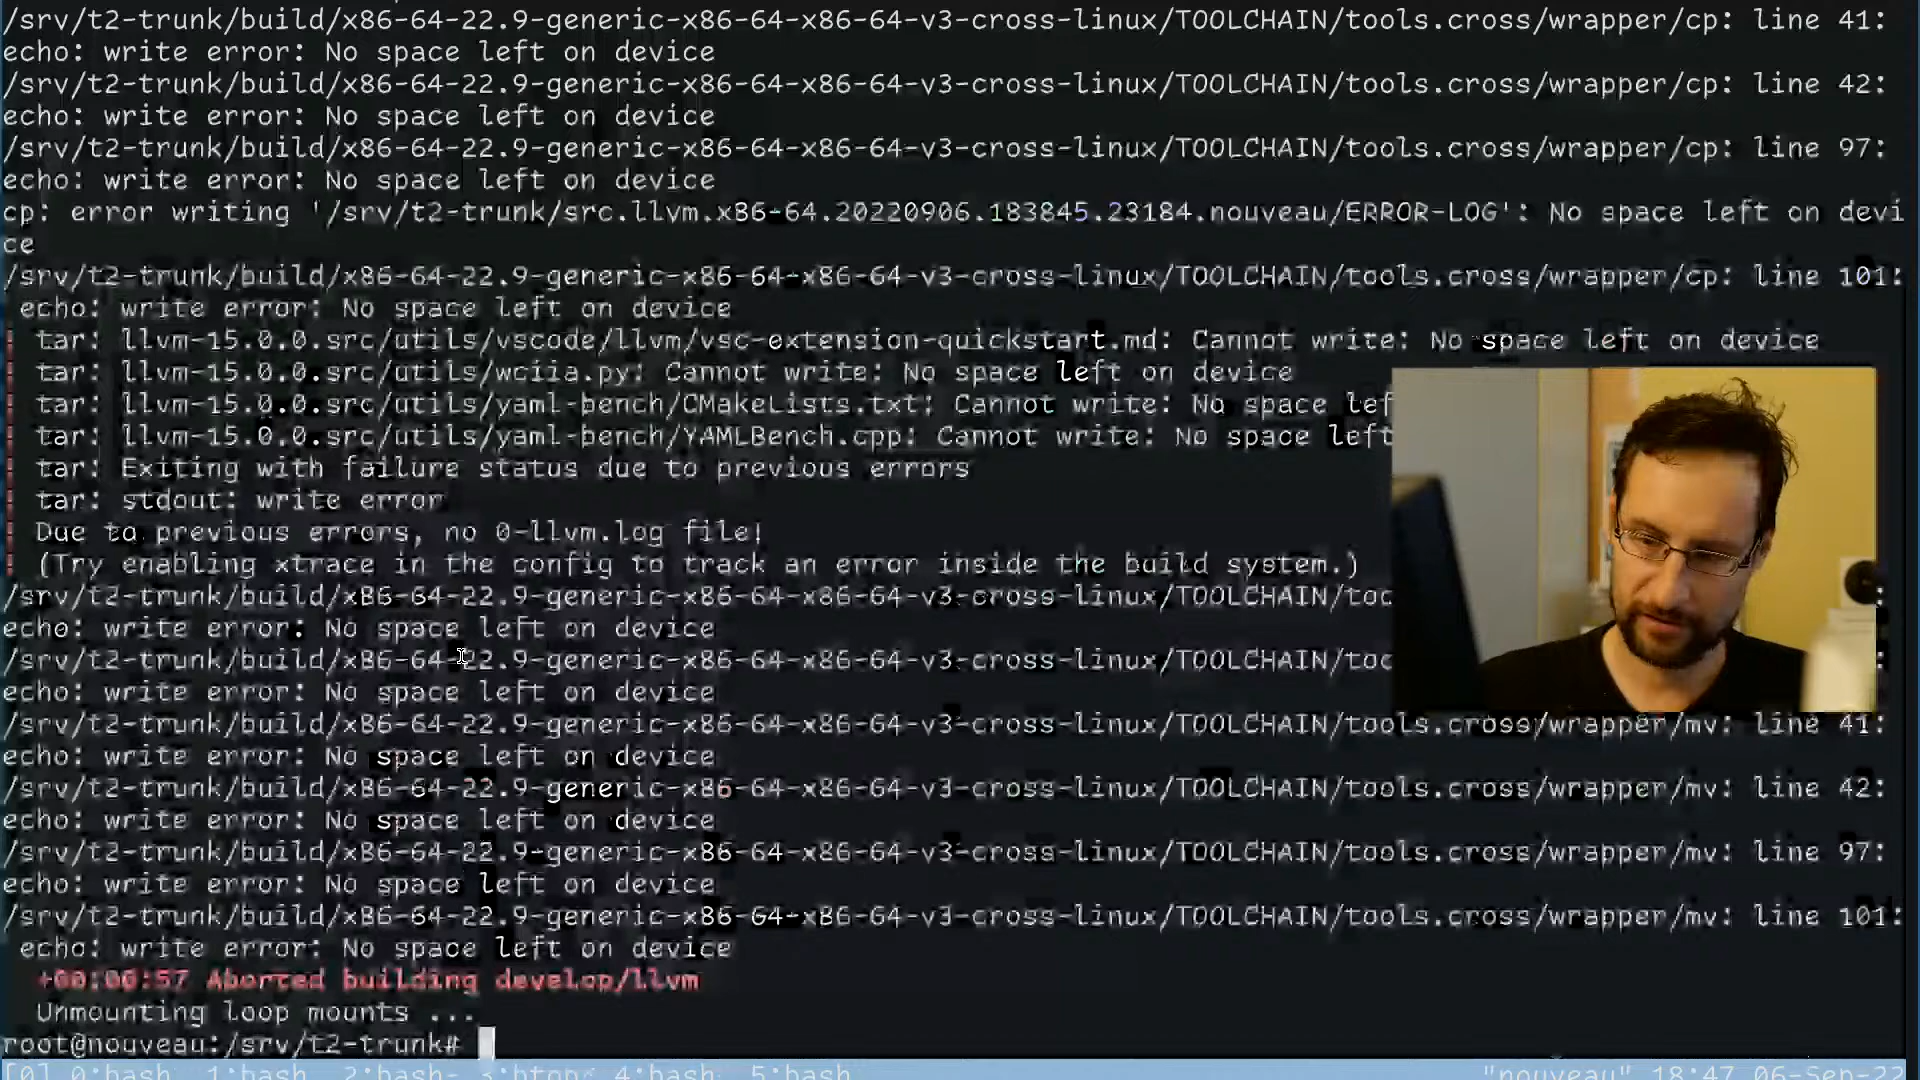 /srv/t2-trunk/build/x86-64-22.9-generic-x86-64-x86-64-v3-cross-linux/TOOLCHAIN/tools.cross/wrapper/cp: line 41:
echo: write error: No space left on device
/srv/t2-trunk/build/x86-64-22.9-generic-x86-64-x86-64-v3-cross-linux/TOOLCHAIN/tools.cross/wrapper/cp: line 42:
echo: write error: No space left on device
/srv/t2-trunk/build/x86-64-22.9-generic-x86-64-x86-64-v3-cross-linux/TOOLCHAIN/tools.cross/wrapper/cp: line 97:
echo: write error: No space left on device
cp: error writing '/srv/t2-trunk/src.llvm.x86-64.20220906.183845.23184.nouveau/ERROR-LOG': No space left on devi
ce
/srv/t2-trunk/build/x86-64-22.9-generic-x86-64-x86-64-v3-cross-linux/TOOLCHAIN/tools.cross/wrapper/cp: line 101:
echo: write error: No space left on device
tar: llvm-15.0.0.src/utils/vscode/llvm/vsc-extension-quickstart.md: Cannot write: No space left on device
tar: llvm-15.0.0.src/utils/wciia.py: Cannot write: No space left on device
tar: llvm-15.0.0.src/utils/yaml-bench/CMakeLists.txt: Cannot write: No space lef
tar: llvm-15.0.0.src/utils/yaml-bench/YAMLBench.cpp: Cannot write: No space left
tar: Exiting with failure status due to previous errors
tar: stdout: write error
Due to previous errors, no 0-llvm.log file!
(Try enabling xtrace in the config to track an error inside the build system.)
/srv/t2-trunk/build/x86-64-22.9-generic-x86-64-x86-64-v3-cross-linux/TOOLCHAIN/too :
echo: write error: No space left on device
/srv/t2-trunk/build/x86-64-22.9-generic-x86-64-x86-64-v3-cross-linux/TOOLCHAIN/too :
echo: write error: No space left on device
/srv/t2-trunk/build/x86-64-22.9-generic-x86-64-x86-64-v3-cross-linux/TOOLCHAIN/tools.cross/wrapper/mv: line 41:
echo: write error: No space left on device
/srv/t2-trunk/build/x86-64-22.9-generic-x86-64-x86-64-v3-cross-linux/TOOLCHAIN/tools.cross/wrapper/mv: line 42:
echo: write error: No space left on device
/srv/t2-trunk/build/x86-64-22.9-generic-x86-64-x86-64-v3-cross-linux/TOOLCHAIN/tools.cross/wrapper/mv: line 97:
echo: write error: No space left on device
/srv/t2-trunk/build/x86-64-22.9-generic-x86-64-x86-64-v3-cross-linux/TOOLCHAIN/tools.cross/wrapper/mv: line 101:
echo: write error: No space left on device
+00:00:57 Aborted building develop/llvm
Unmounting loop mounts ...
root@nouveau:/srv/t2-trunk#
[0] 0:bash 1:bash 2:bash- 3:btop* 4:bash 5:bash "nouveau" 18:47 06-Sep-22